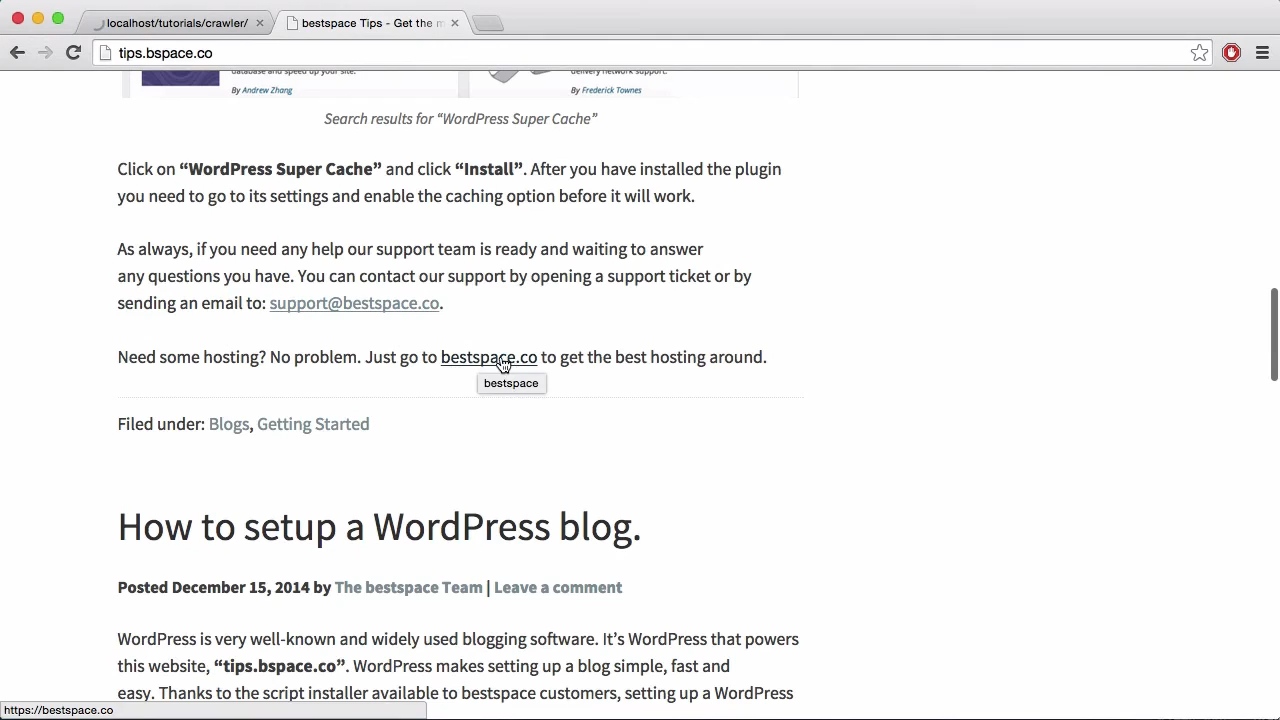 localhost/tutorials/crawler/
bestspace Tips - Get the m
tips.bspace.co
database and speed up your site.
delivery network support.
By Andrew Zhang
By Frederick Townes
Search results for “WordPress Super Cache”
Click on “WordPress Super Cache” and click “Install”. After you have installed the plugin
you need to go to its settings and enable the caching option before it will work.
As always, if you need any help our support team is ready and waiting to answer
any questions you have. You can contact our support by opening a support ticket or by
sending an email to: support@bestspace.co.
Need some hosting? No problem. Just go to bestspace.co to get the best hosting around.
bestspace
Filed under: Blogs, Getting Started
How to setup a WordPress blog.
Posted December 15, 2014 by The bestspace Team | Leave a comment
WordPress is very well-known and widely used blogging software. It’s WordPress that powers
this website, “tips.bspace.co”. WordPress makes setting up a blog simple, fast and
easy. Thanks to the script installer available to bestspace customers, setting up a WordPress
https://bestspace.co